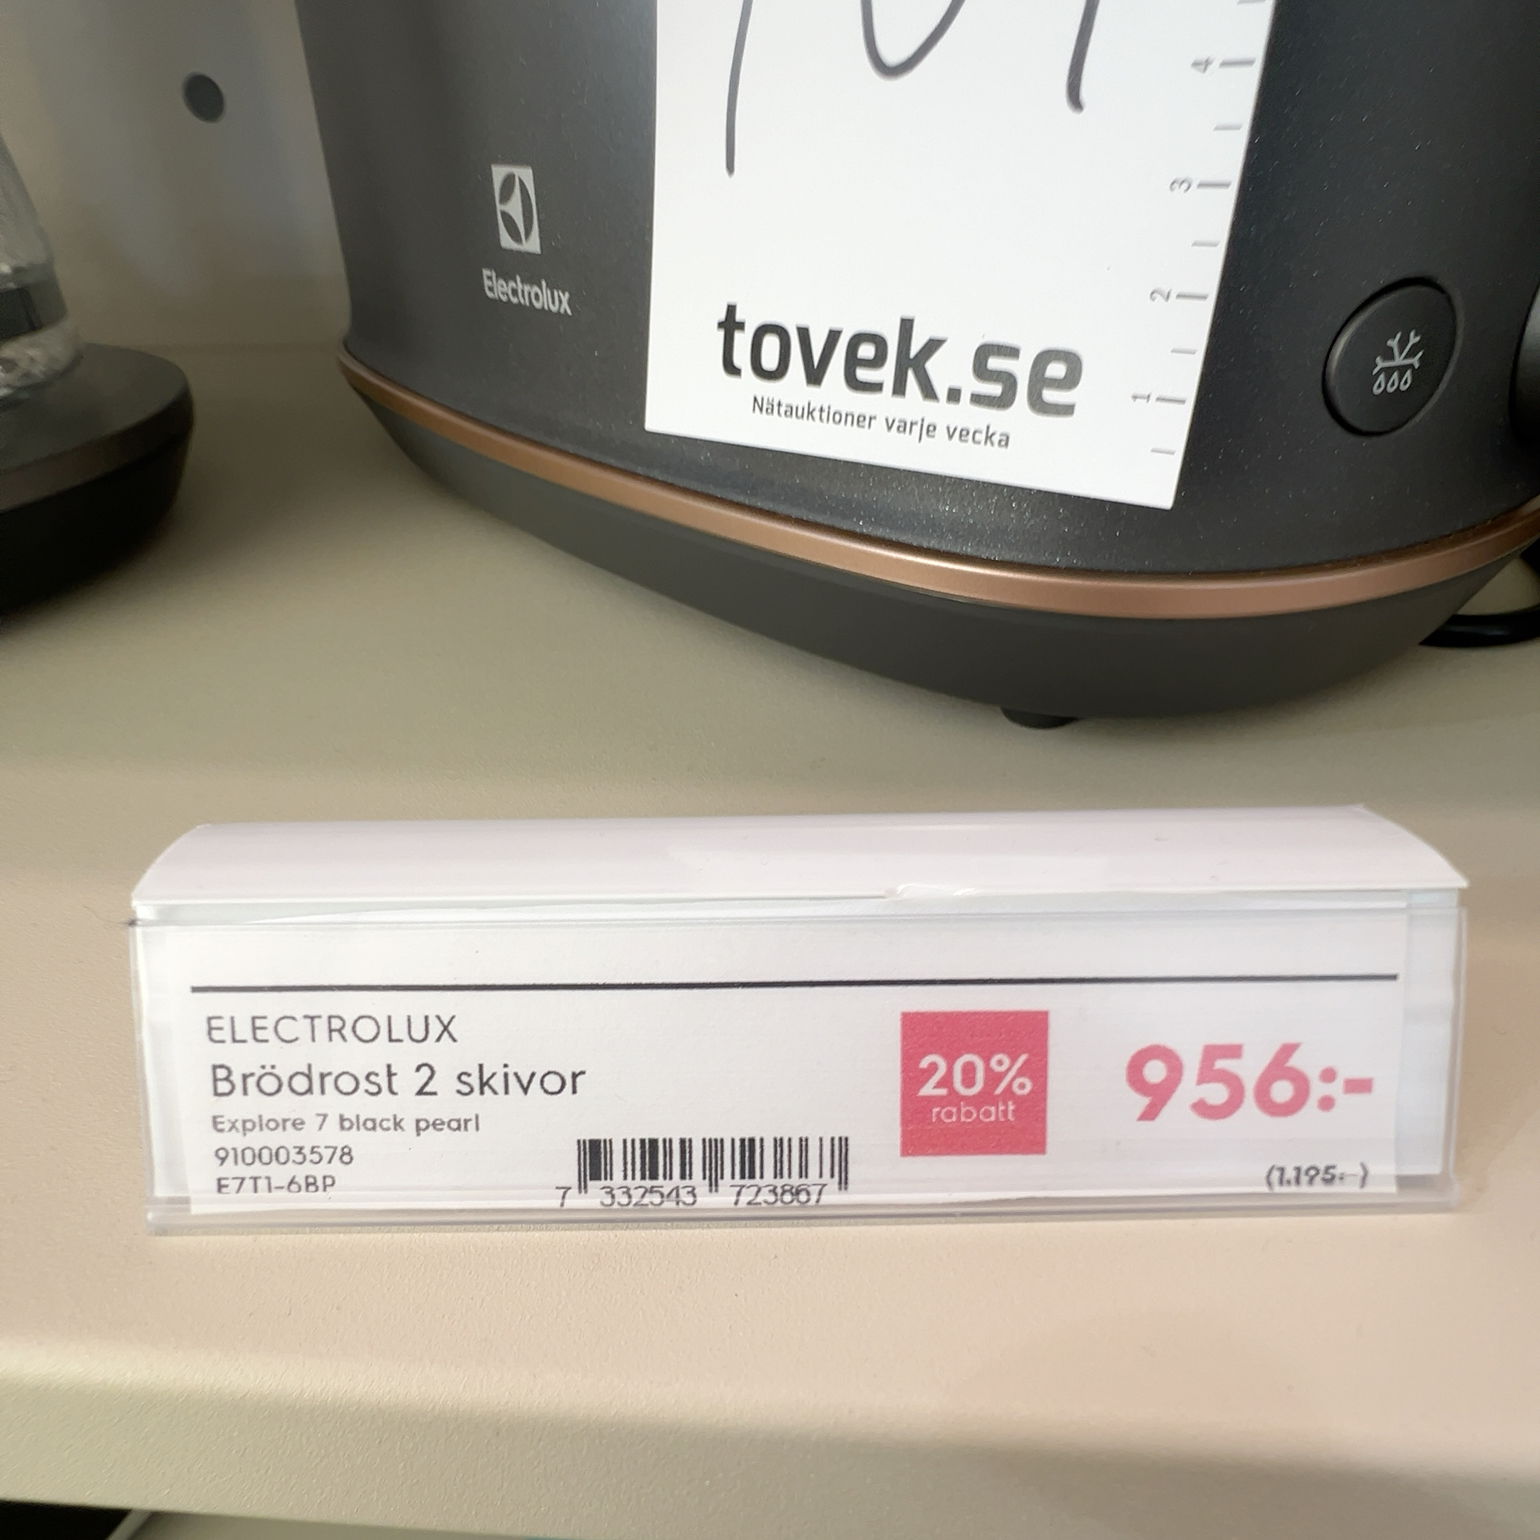 Electrolux
4
3
2
1
tovek.se
Nätauktioner varje vecka
ELECTROLUX
Brödrost 2 skivor
Explore 7 black pearl
910003578
E7T1-6BP
7 332543 723867
20%
rabatt
956:-
(1.195:-)